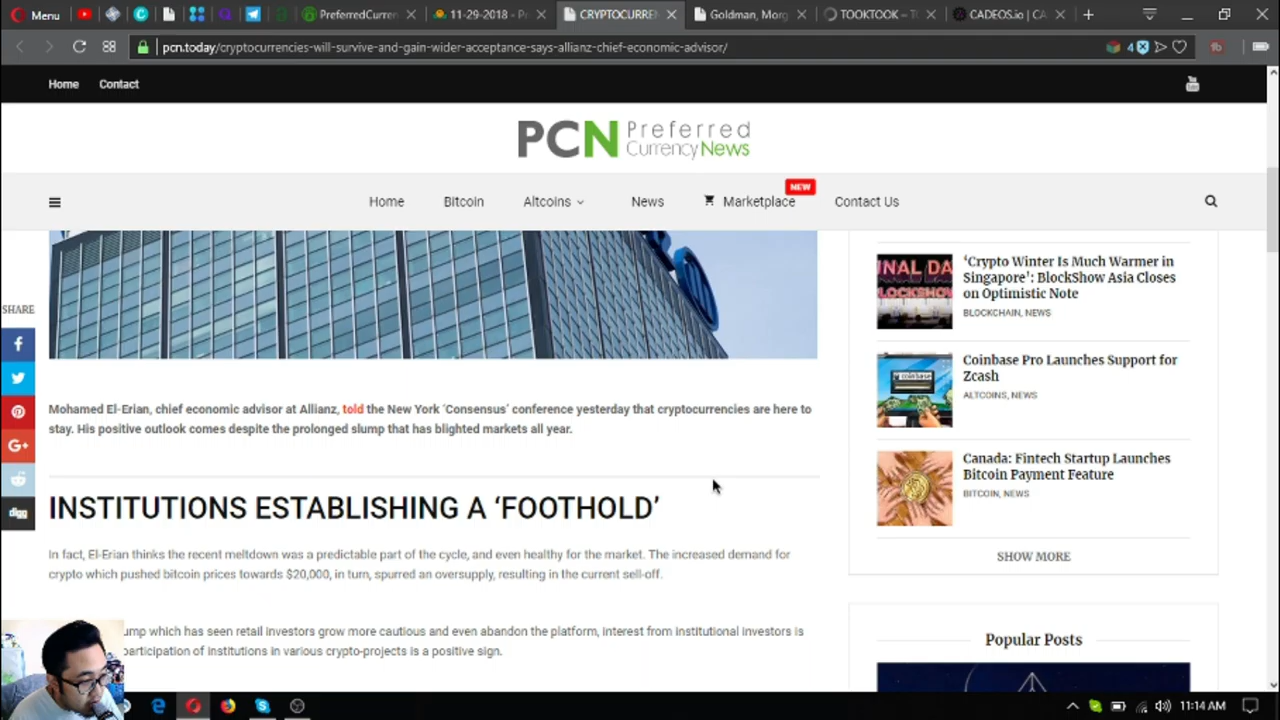 Menu
PreferredCurren
11-29-2018 - P
CRYPTOCURRE
Goldman, Morg
TOOKTOOK – T
CADEOS.io | CA
pcn.today/cryptocurrencies-will-survive-and-gain-wider-acceptance-says-allianz-chief-economic-advisor/
4
Home Contact
You Tube
PCN Preferred
CurrencyNews
NEW
Home Bitcoin Altcoins News Marketplace Contact Us
SHARE
NAL DA
BLOCKSHOW
'Crypto Winter Is Much Warmer in
Singapore': BlockShow Asia Closes
on Optimistic Note
BLOCKCHAIN, NEWS
coinbase
Coinbase Pro Launches Support for
Zcash
ALTCOINS, NEWS
Canada: Fintech Startup Launches
Bitcoin Payment Feature
BITCOIN, NEWS
SHOW MORE
Popular Posts
Mohamed El-Erian, chief economic advisor at Allianz, told the New York 'Consensus' conference yesterday that cryptocurrencies are here to
stay. His positive outlook comes despite the prolonged slump that has blighted markets all year.
INSTITUTIONS ESTABLISHING A 'FOOTHOLD'
In fact, El-Erian thinks the recent meltdown was a predictable part of the cycle, and even healthy for the market. The increased demand for
crypto which pushed bitcoin prices towards $20,000, in turn, spurred an oversupply, resulting in the current sell-off.
ump which has seen retail investors grow more cautious and even abandon the platform, interest from institutional investors is
participation of institutions in various crypto-projects is a positive sign.
digg
11:14 AM